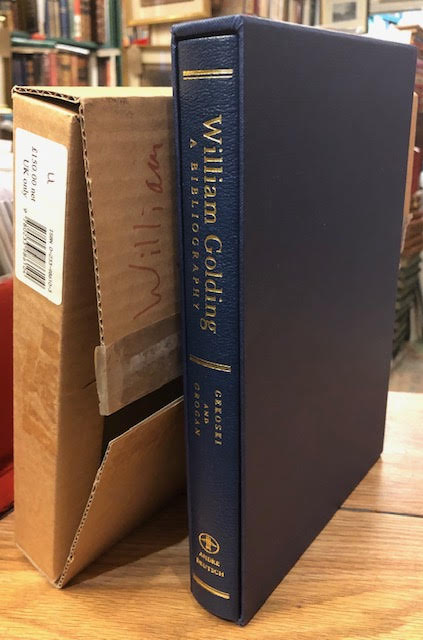 William Golding
A BIBLIOGRAPHY
GEKOSKI
AND
GROGAN
ANDRE
DEUTSCH
William
£150.00 net
UK only